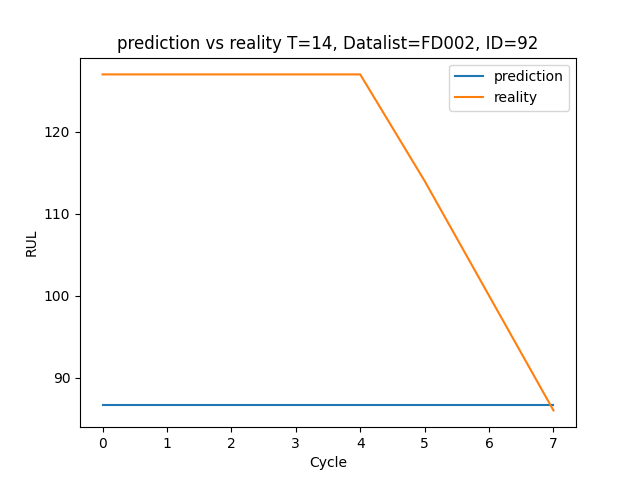 prediction vs reality T=14, Datalist=FD002, ID=92
prediction
reality
120
110
100
90
RUL
0 1 2 3 4 5 6 7
Cycle